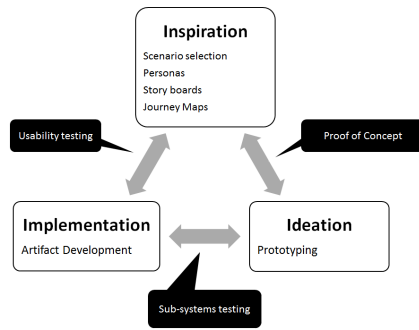 Inspiration
Scenario selection
Personas
Story boards
Journey Maps
Usability testing
Proof of Concept
Implementation
Artifact Development
Ideation
Prototyping
Sub-systems testing